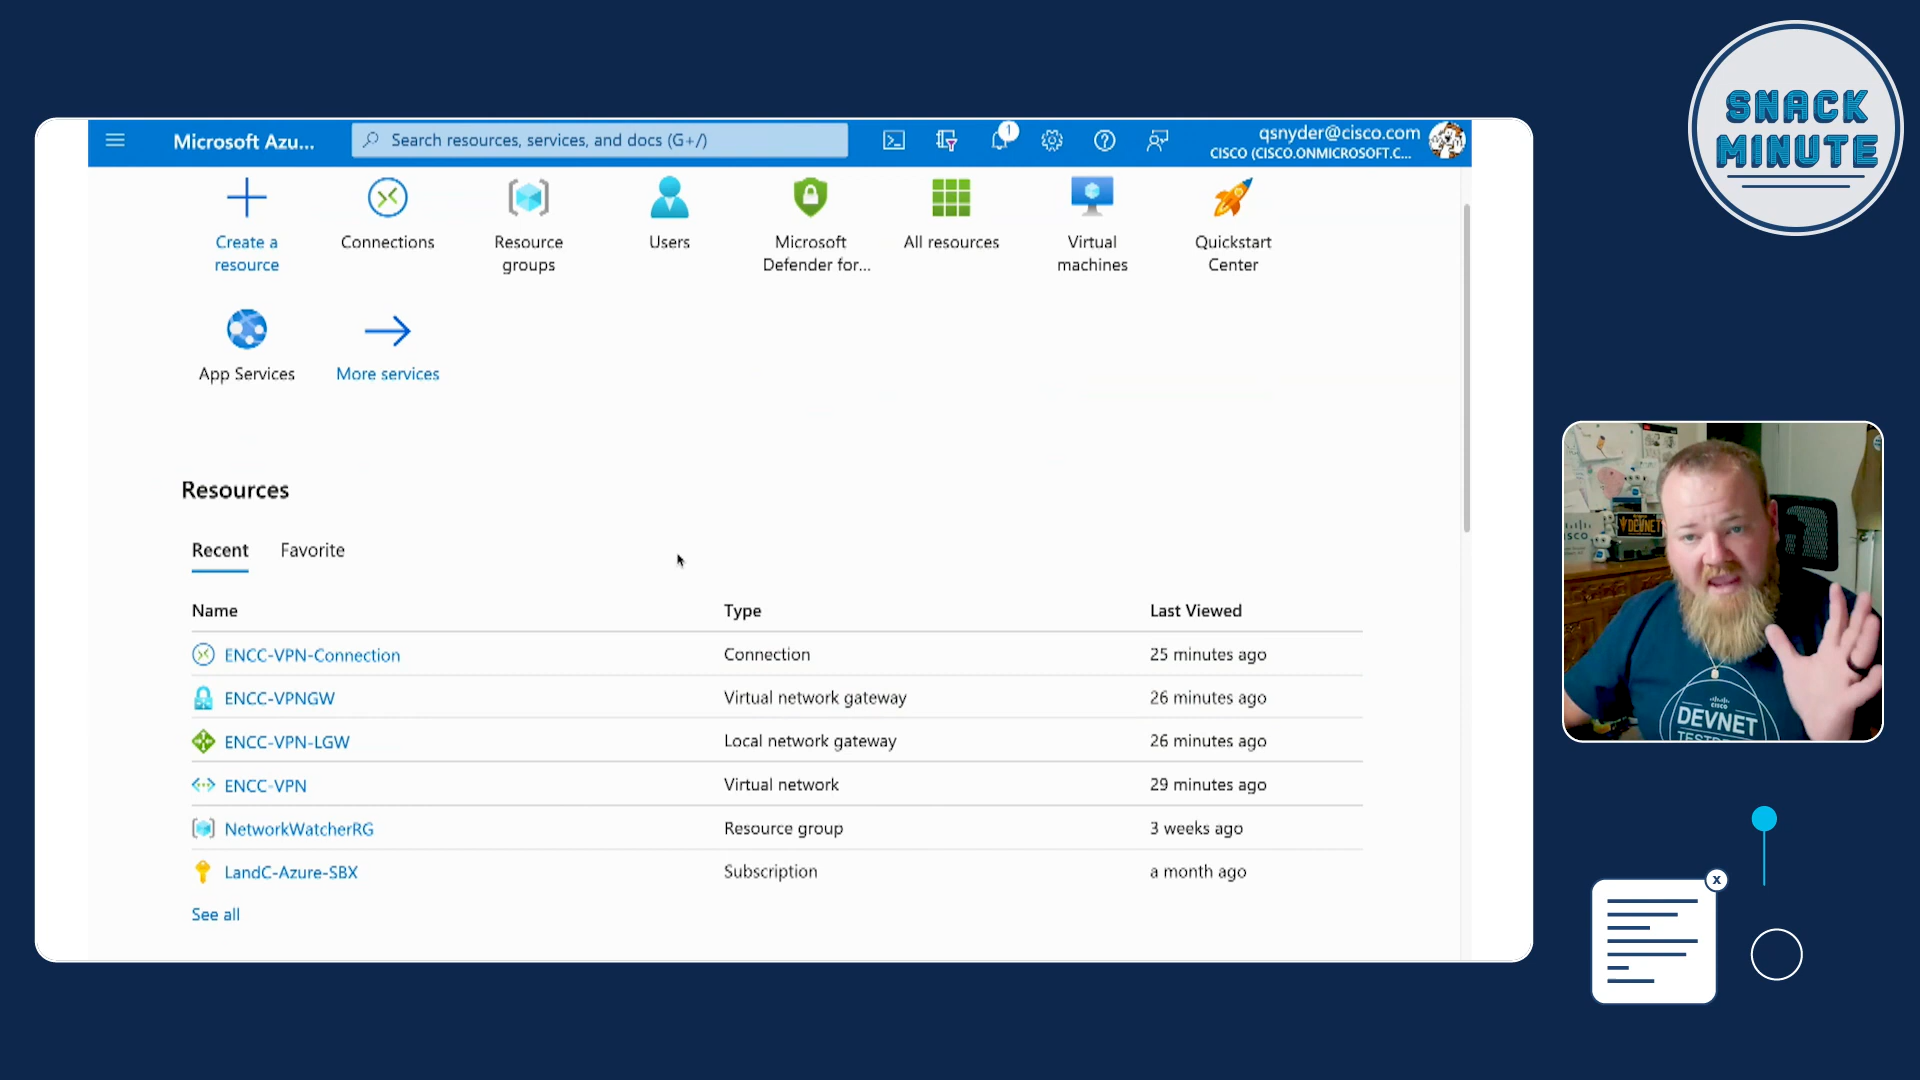 SNACK
MINUTE
Microsoft Azu...
Search resources, services, and docs (G+/)
1
qsnyder@cisco.com
CISCO (CISCO.ONMICROSOFT.C...
Create a
resource
Connections
Resource
groups
Users
Microsoft
Defender for...
All resources
Virtual
machines
Quickstart
Center
App Services
More services
Resources
Recent Favorite
Name Type Last Viewed
ENCC-VPN-Connection Connection 25 minutes ago
ENCC-VPNGW Virtual network gateway 26 minutes ago
ENCC-VPN-LGW Local network gateway 26 minutes ago
ENCC-VPN Virtual network 29 minutes ago
NetworkWatcherRG Resource group 3 weeks ago
LandC-Azure-SBX Subscription a month ago
See all
DEVNET
CISCO
DEVNET
x